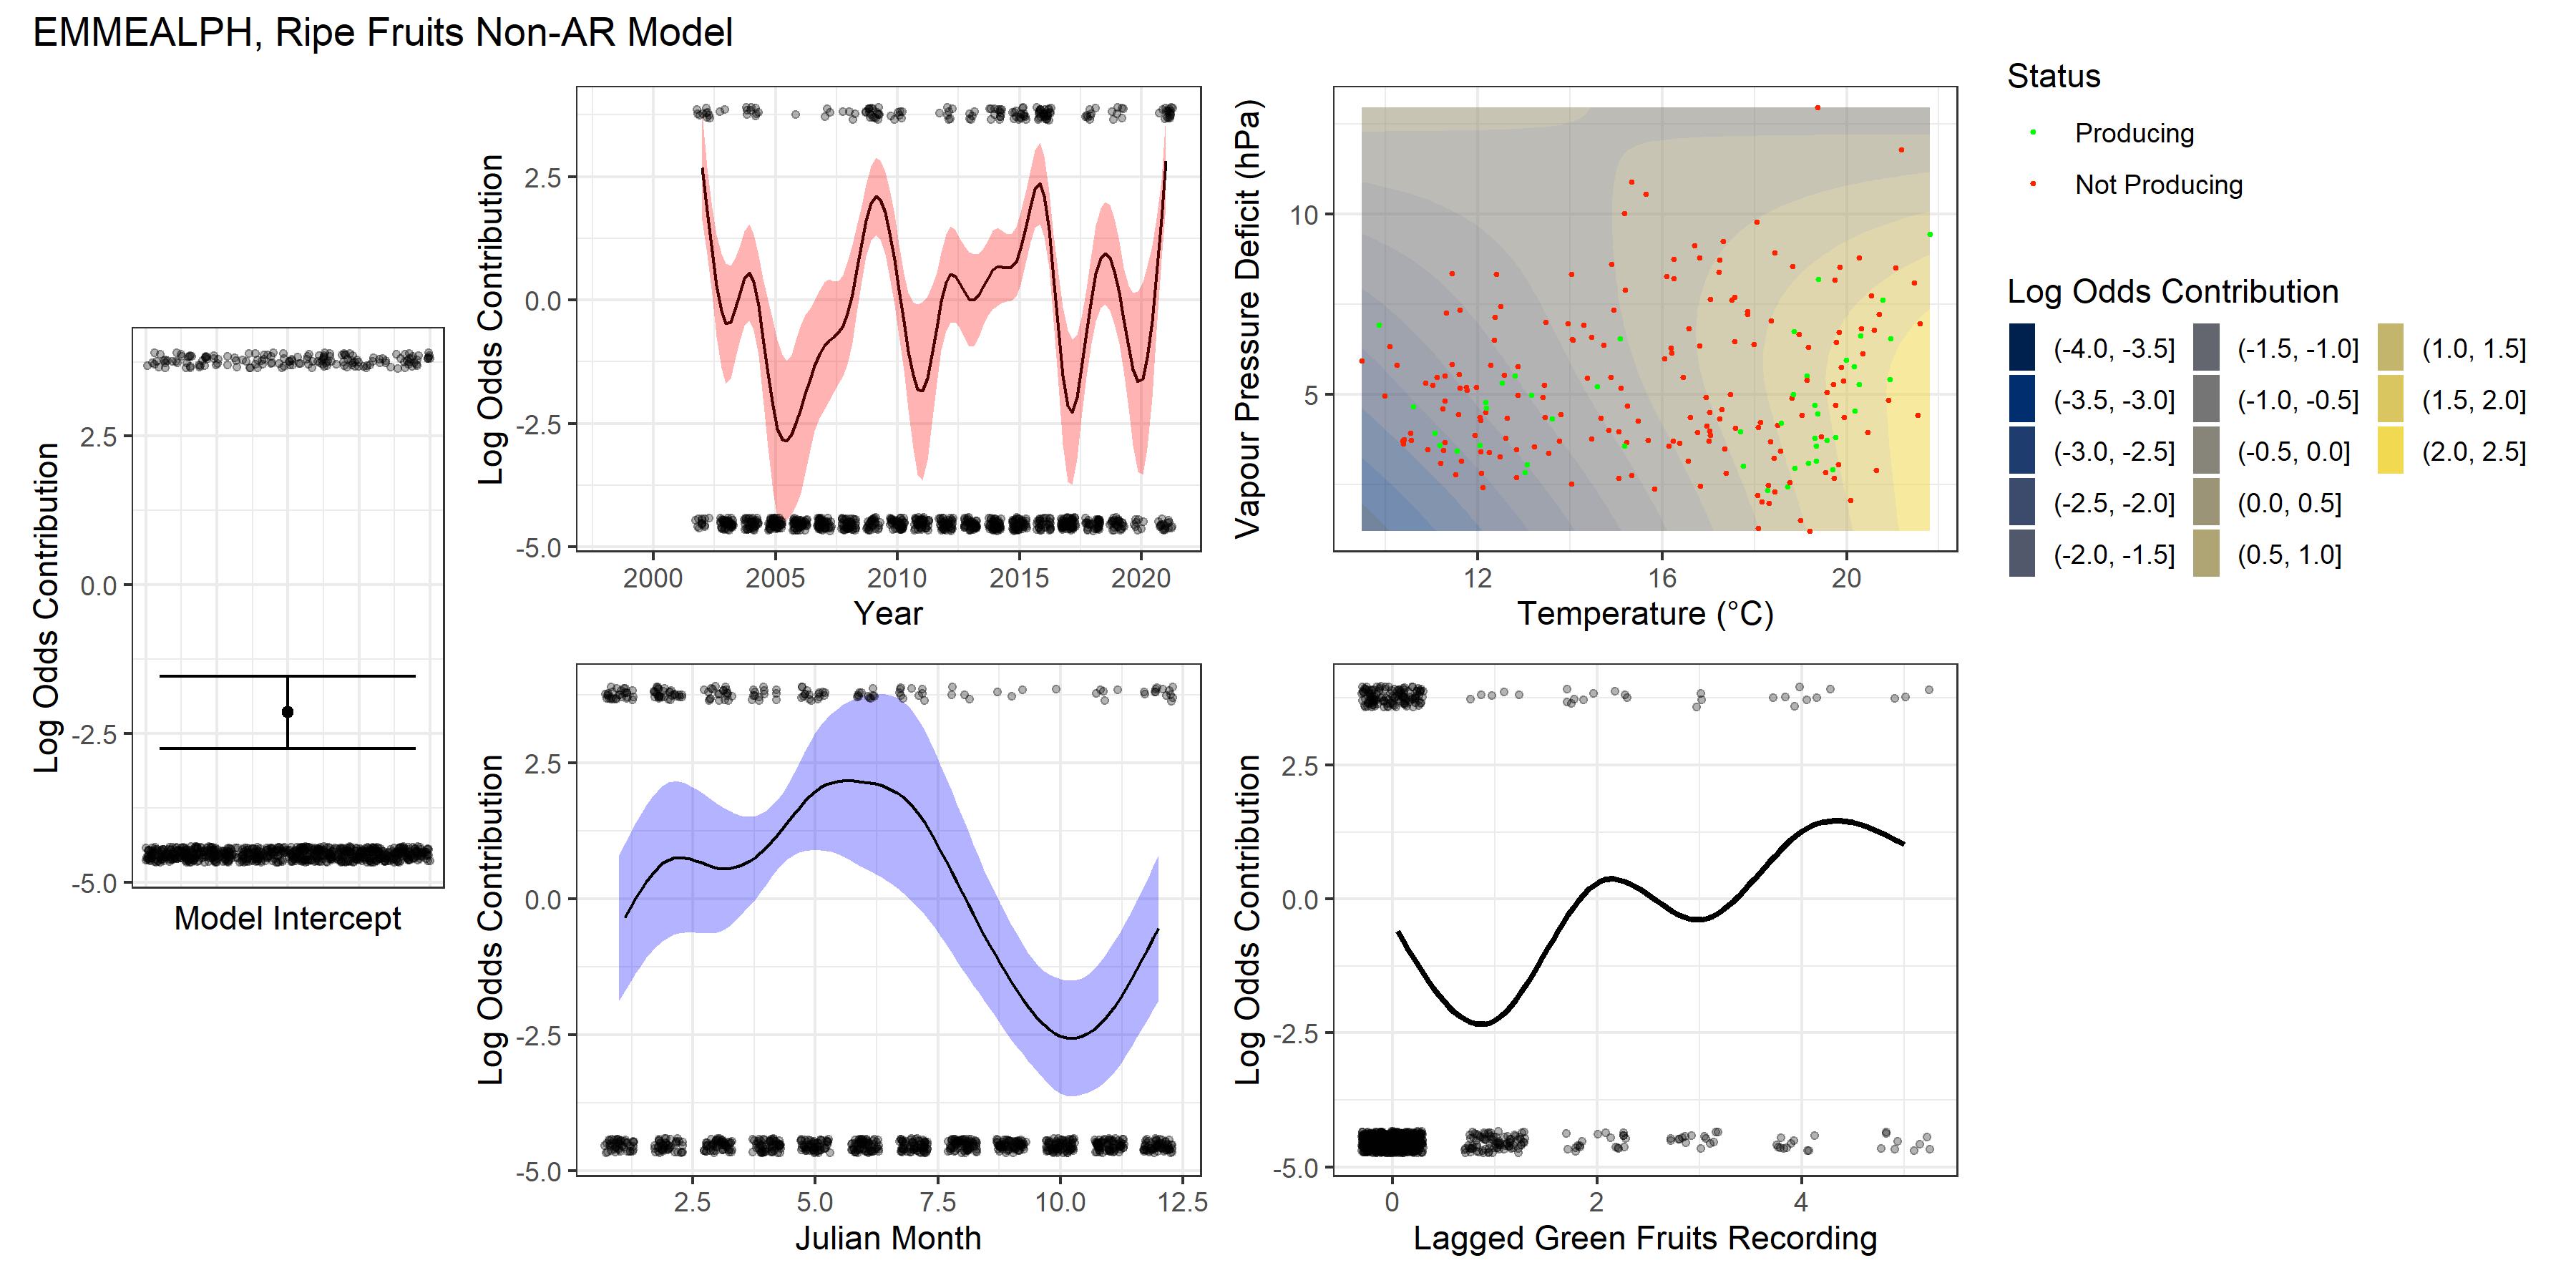 EMMEALPH, Ripe Fruits Non-AR Model
Log Odds Contribution
2.5
0.0
-2.5
-5.0
Model Intercept
Log Odds Contribution
2.5
0.0
-2.5
-5.0
2000 2005 2010 2015 2020
Year
Vapour Pressure Deficit (hPa)
10
5
12 16 20
Temperature (°C)
Log Odds Contribution
2.5
0.0
-2.5
-5.0
2.5 5.0 7.5 10.0 12.5
Julian Month
Log Odds Contribution
2.5
0.0
-2.5
-5.0
0 2 4
Lagged Green Fruits Recording
Status
Producing
Not Producing
Log Odds Contribution
(-4.0, -3.5] (-1.5, -1.0] (1.0, 1.5]
(-3.5, -3.0] (-1.0, -0.5] (1.5, 2.0]
(-3.0, -2.5] (-0.5, 0.0] (2.0, 2.5]
(-2.5, -2.0] (0.0, 0.5]
(-2.0, -1.5] (0.5, 1.0]